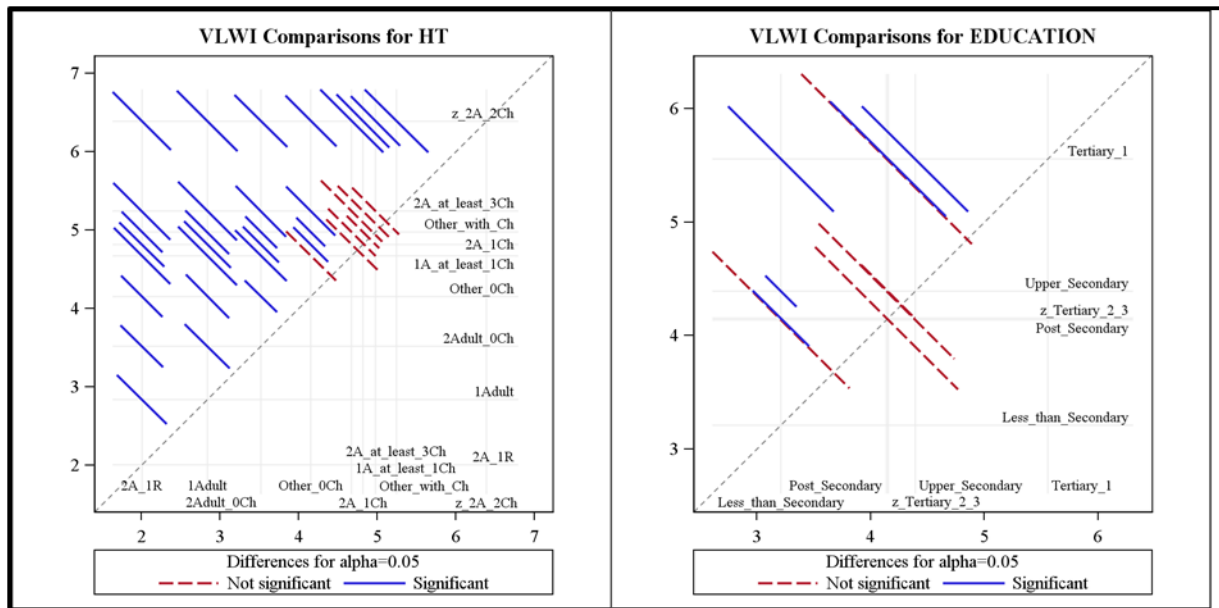 VLWI Comparisons for HT
7
6
5
4
3
2
z_2A_2Ch
2A_at_least_3Ch
Other_with_Ch
2A_1Ch
1A_at_least_1Ch
Other_0Ch
2Adult_0Ch
1Adult
2A_1R
2A_at_least_3Ch
1A_at_least_1Ch
2A_1R 1Adult Other_0Ch Other_with_Ch
2Adult_0Ch 2A_1Ch z_2A_2Ch
2 3 4 5 6 7
Differences for alpha=0.05
Not significant Significant
VLWI Comparisons for EDUCATION
6
5
4
3
Tertiary_1
Upper_Secondary
z_Tertiary_2_3
Post_Secondary
Less_than_Secondary
Post_Secondary Upper_Secondary Tertiary_1
Less_than_Secondary z_Tertiary_2_3
3 4 5 6
Differences for alpha=0.05
Not significant Significant